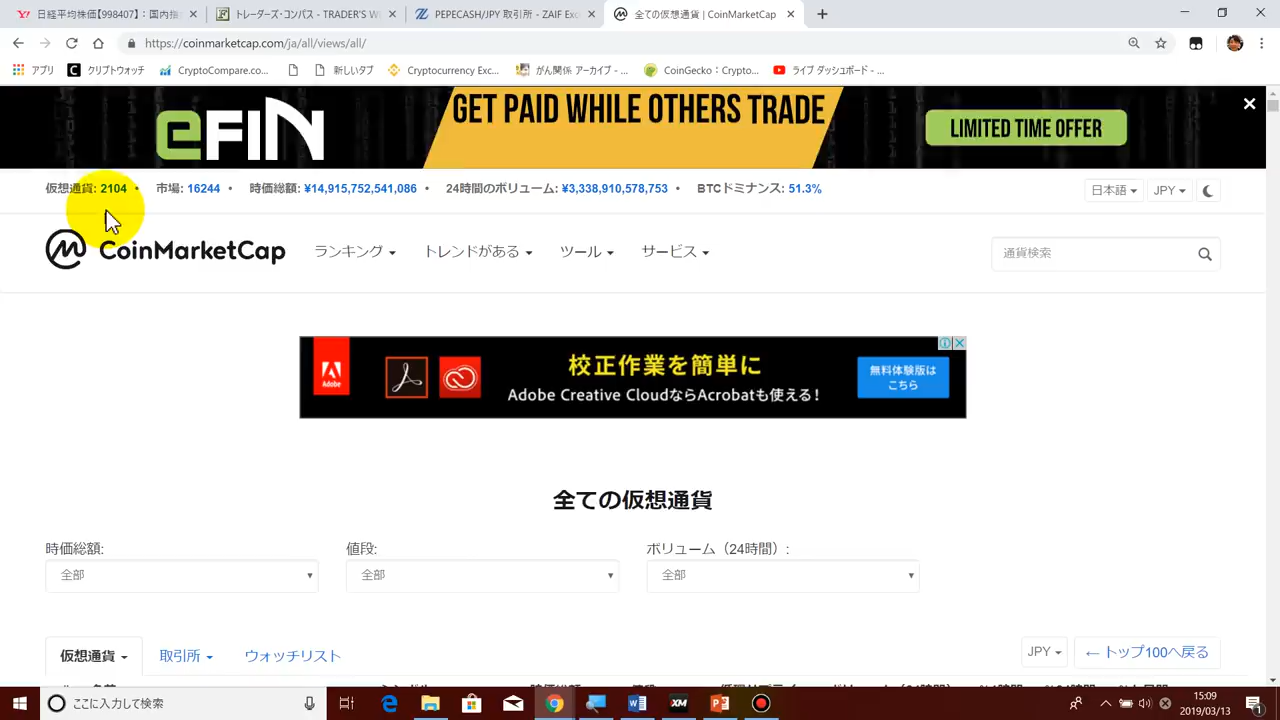 日経平均株価【998407】：国内指
トレーダーズ・コンパス - TRADER'S W
PEPECASH/JPY 取引所 - ZAIF Exc
全ての仮想通貨 | CoinMarketCap
https://coinmarketcap.com/ja/all/views/all/
アプリ
クリプトウォッチ
CryptoCompare.co...
新しいタブ
Cryptocurrency Exc...
がん関係 アーカイブ - ...
CoinGecko：Crypto...
ライブ ダッシュボード - ...
eFIN
GET PAID WHILE OTHERS TRADE
LIMITED TIME OFFER
仮想通貨: 2104 • 市場: 16244 • 時価総額: ¥14,915,752,541,086 • 24時間のボリューム: ¥3,338,910,578,753 • BTCドミナンス: 51.3%
日本語
JPY
CoinMarketCap
ランキング
トレンドがある
ツール
サービス
通貨検索
Adobe
校正作業を簡単に
Adobe Creative CloudならAcrobatも使える！
無料体験版は
こちら
全ての仮想通貨
時価総額:
値段:
ボリューム（24時間）:
全部
全部
全部
仮想通貨
取引所
ウォッチリスト
JPY
← トップ100へ戻る
ここに入力して検索
15:09
2019/03/13